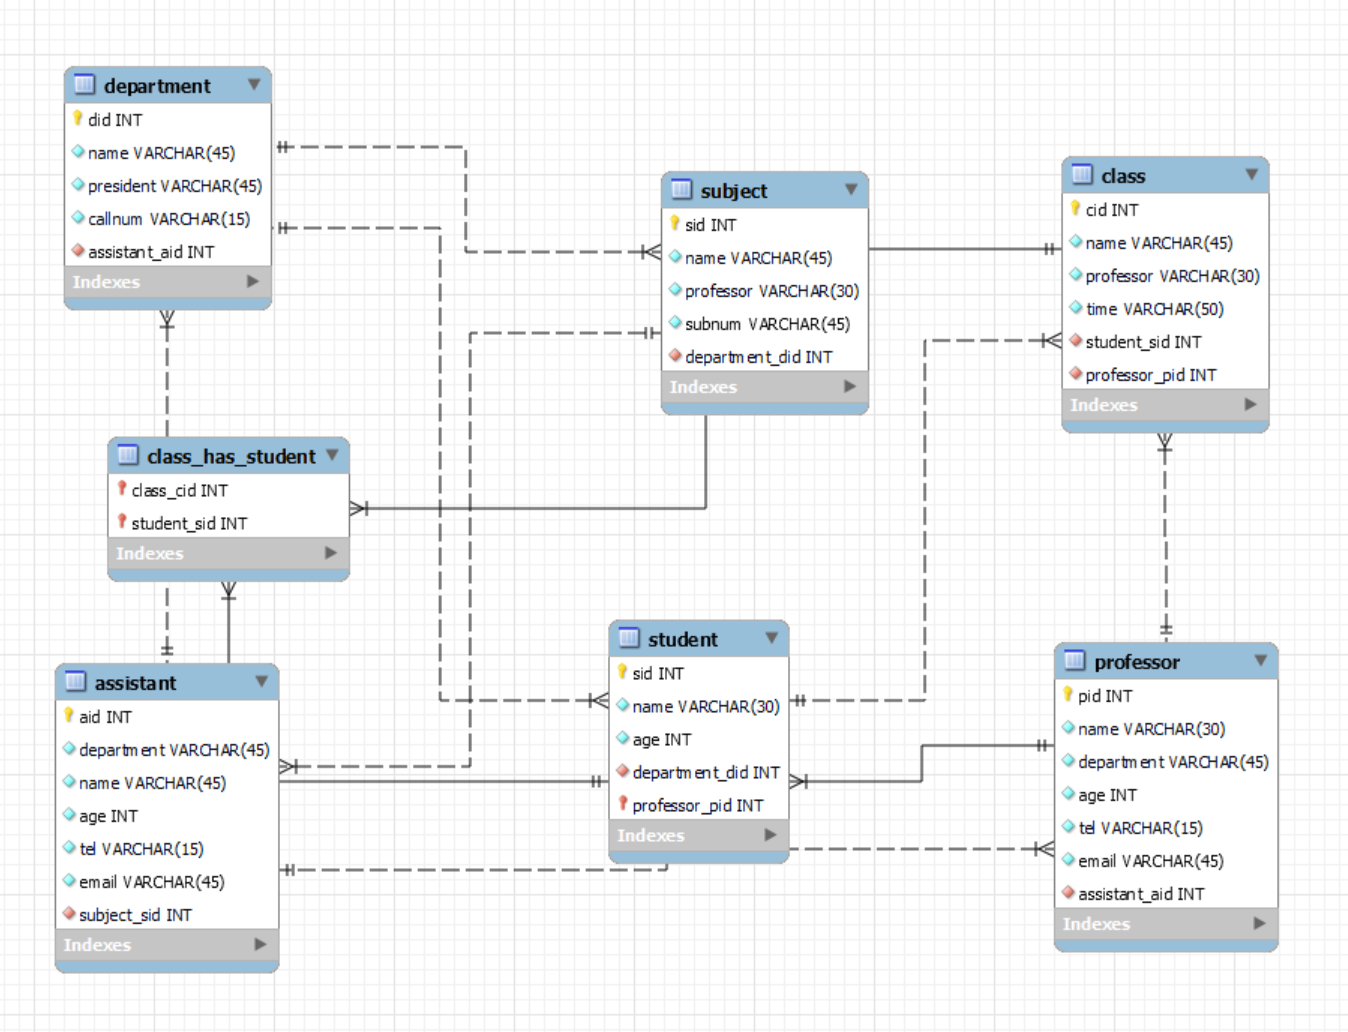 department
did INT
name VARCHAR(45)
president VARCHAR(45)
callnum VARCHAR(15)
assistant_aid INT
Indexes
subject
sid INT
name VARCHAR(45)
professor VARCHAR(30)
subnum VARCHAR(45)
department_did INT
Indexes
class
cid INT
name VARCHAR(45)
professor VARCHAR(30)
time VARCHAR(50)
student_sid INT
professor_pid INT
Indexes
class_has_student
class_cid INT
student_sid INT
Indexes
assistant
aid INT
department VARCHAR(45)
name VARCHAR(45)
age INT
tel VARCHAR(15)
email VARCHAR(45)
subject_sid INT
Indexes
student
sid INT
name VARCHAR(30)
age INT
department_did INT
professor_pid INT
Indexes
professor
pid INT
name VARCHAR(30)
department VARCHAR(45)
age INT
tel VARCHAR(15)
email VARCHAR(45)
assistant_aid INT
Indexes